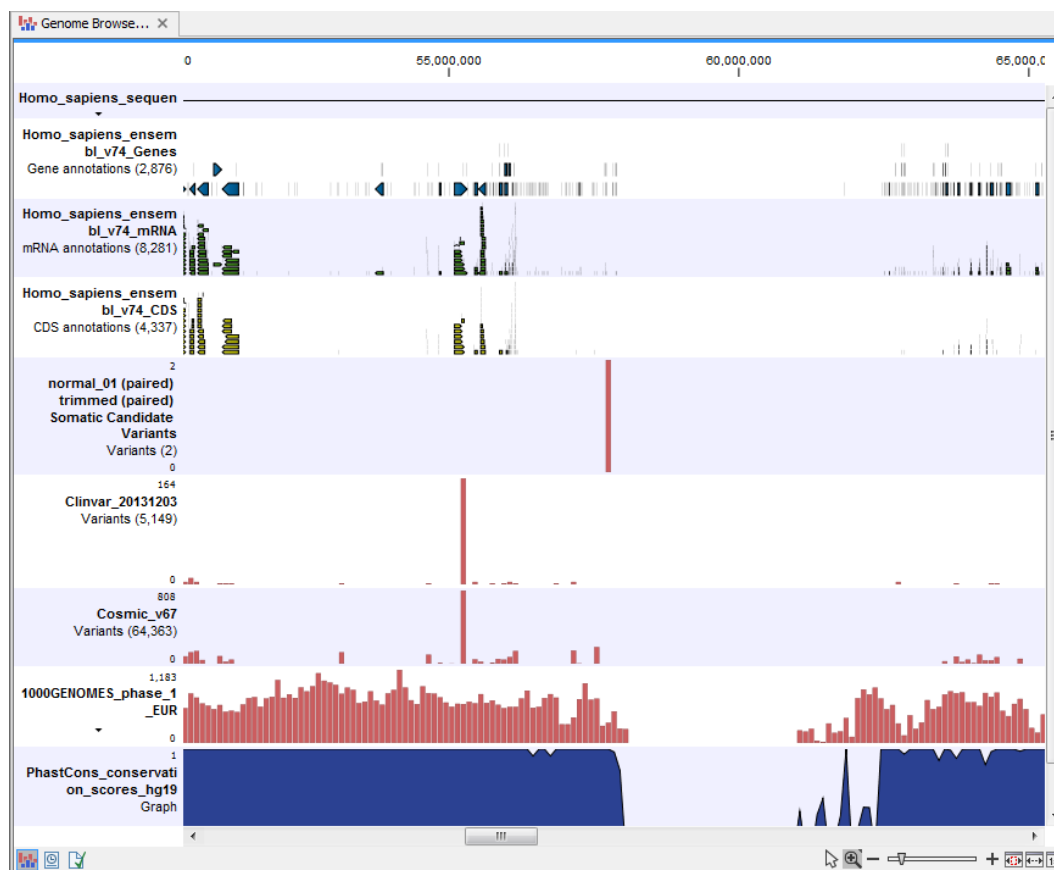 Genome Browse...
0 55,000,000 60,000,000 65,000,0
Homo_sapiens_sequen
Homo_sapiens_ensem
bl_v74_Genes
Gene annotations (2,876)
Homo_sapiens_ensem
bl_v74_mRNA
mRNA annotations (8,281)
Homo_sapiens_ensem
bl_v74_CDS
CDS annotations (4,337)
2
normal_01 (paired)
trimmed (paired)
Somatic Candidate
Variants
Variants (2)
0
164
Clinvar_20131203
Variants (5,149)
0
808
Cosmic_v67
Variants (64,363)
0
1,183
1000GENOMES_phase_1
_EUR
0
1
PhastCons_conservati
on_scores_hg19
Graph